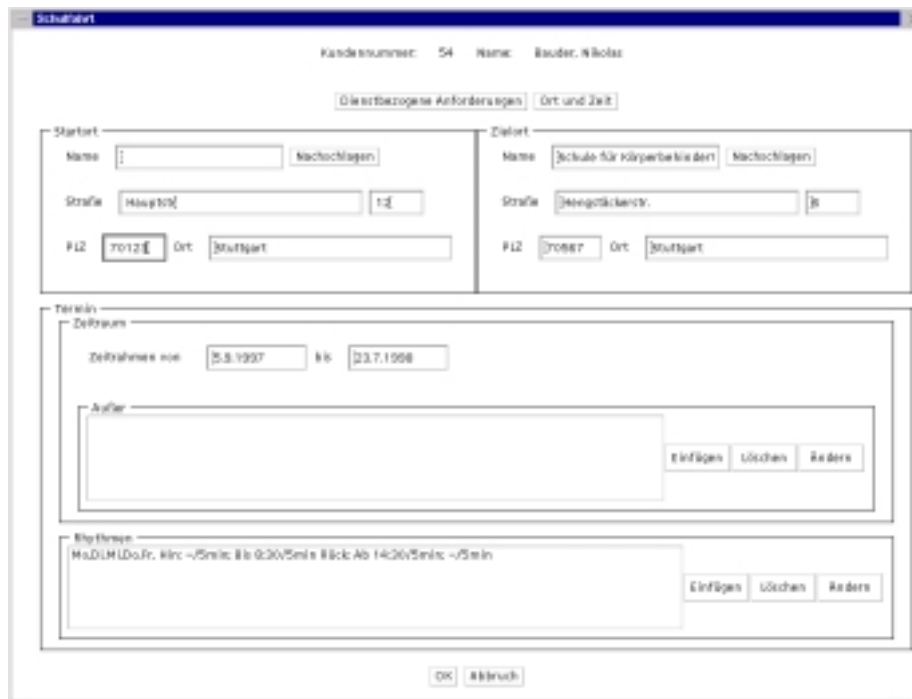 Schulfahrt
Kundennummer: 54 Name: Bauder, Nikolas
Dienstbezogene Anforderungen Ort und Zeit
Startort
Name Nachschlagen
Straße Hauptstr 12
PLZ Ort Stuttgart
Zielort
Name Schule für Körperbehindert Nachschlagen
Straße Hengstäckerstr. 8
PLZ 70567 Ort Stuttgart
Termin
Zeitraum
Zeitrahmen von 5.9.1997 bis 23.7.1998
Außer
Einfügen Löschen Ändern
Rhythmen
Mo,Di,Mi,Do,Fr, Hin: -/5min; Bis 8:30/5min Rück: Ab 14:30/5min; -/5min
Einfügen Löschen Ändern
OK Abbruch